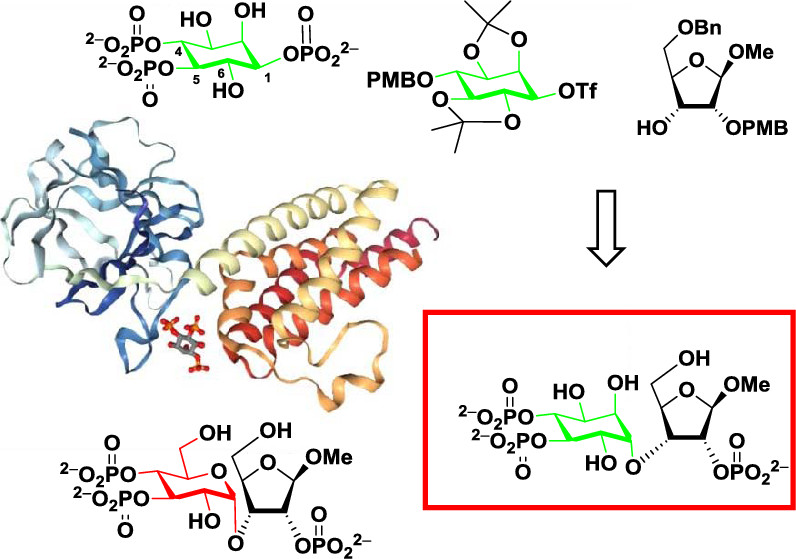 O HO OH
2−O₂PO 4 O
2−O₂PO 5 6 1 OPO₂2−
O HO
O O
PMBO
OTf
O O
OBn
O OMe
HO OPMB
OH
O HO OH O OMe
2−O₂PO
2−O₂PO O
O HO O OPO₂2−
OH OH
O O O OMe
2−O₂PO
2−O₂PO O
O HO O OPO₂2−